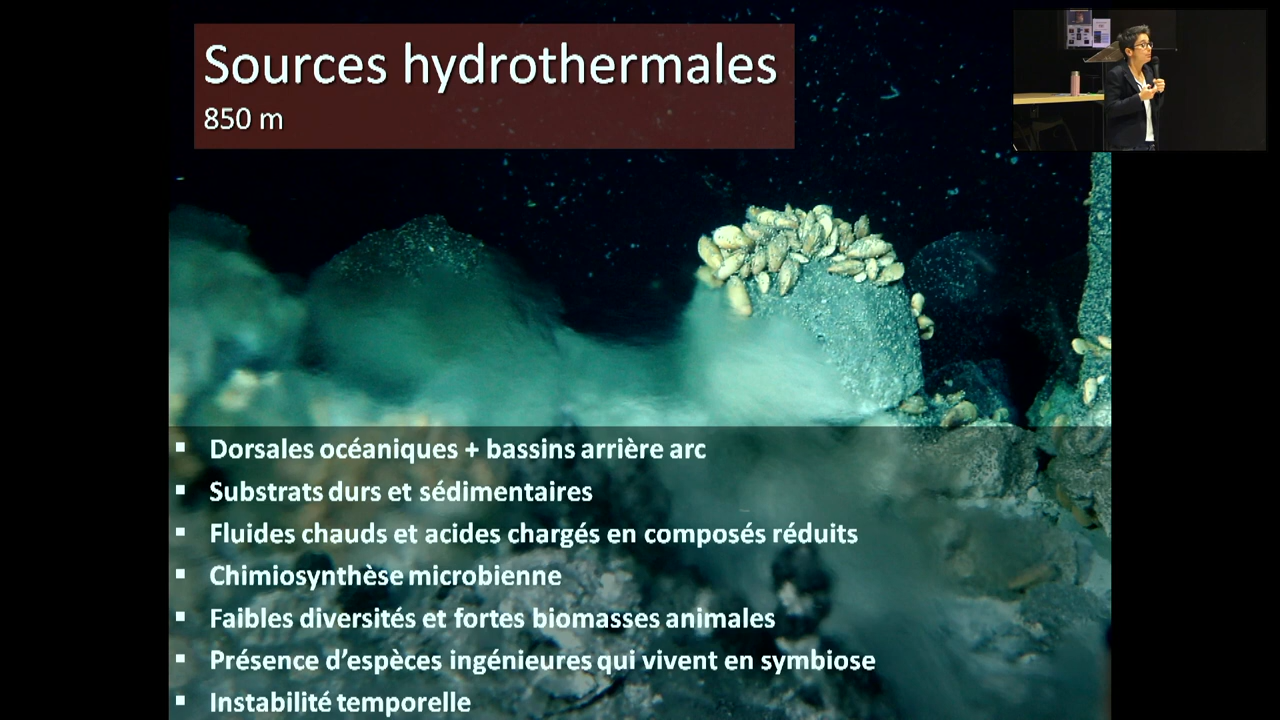 Sources hydrothermales
850 m
▪ Dorsales océaniques + bassins arrière arc
▪ Substrats durs et sédimentaires
▪ Fluides chauds et acides chargés en composés réduits
▪ Chimiosynthèse microbienne
▪ Faibles diversités et fortes biomasses animales
▪ Présence d’espèces ingénieures qui vivent en symbiose
▪ Instabilité temporelle